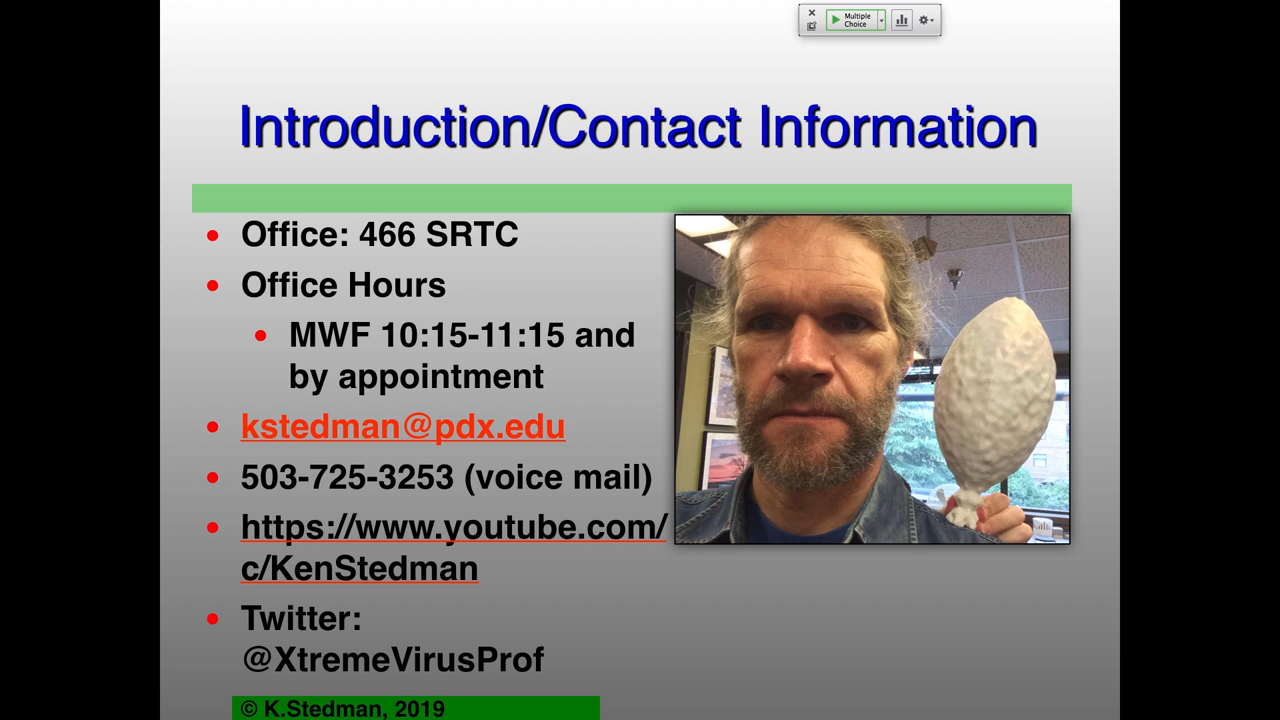 Multiple
Choice
Introduction/Contact Information
Office: 466 SRTC
Office Hours
MWF 10:15-11:15 and
by appointment
kstedman@pdx.edu
503-725-3253 (voice mail)
https://www.youtube.com/
c/KenStedman
Twitter:
@XtremeVirusProf
© K.Stedman, 2019